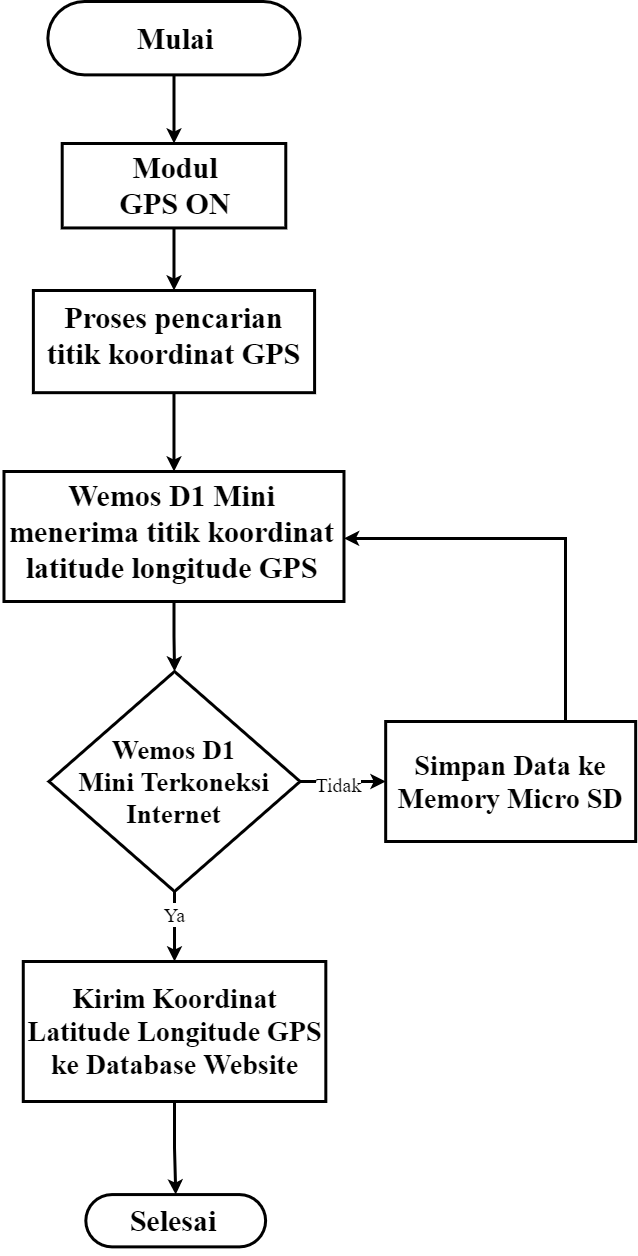 Mulai
Modul
GPS ON
Proses pencarian
titik koordinat GPS
Wemos D1 Mini
menerima titik koordinat
latitude longitude GPS
Wemos D1
Mini Terkoneksi
Internet
Tidak
Simpan Data ke
Memory Micro SD
Ya
Kirim Koordinat
Latitude Longitude GPS
ke Database Website
Selesai